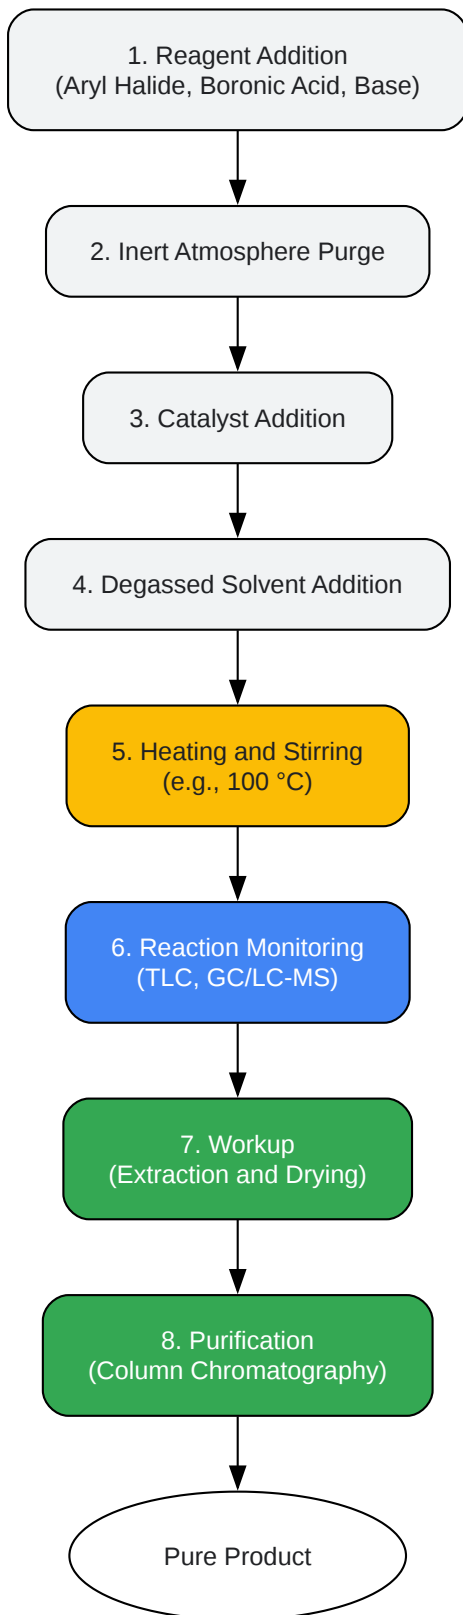 1. Reagent Addition
(Aryl Halide, Boronic Acid, Base)
2. Inert Atmosphere Purge
3. Catalyst Addition
4. Degassed Solvent Addition
5. Heating and Stirring
(e.g., 100 °C)
6. Reaction Monitoring
(TLC, GC/LC-MS)
7. Workup
(Extraction and Drying)
8. Purification
(Column Chromatography)
Pure Product